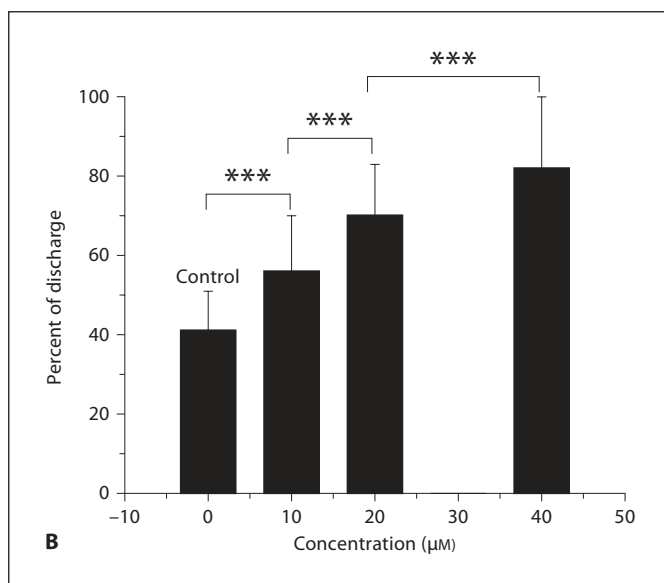 ***
100
***
80
***
60
Control
40
20
0
Percent of discharge
−10 0 10 20 30 40 50
B
Concentration (μM)